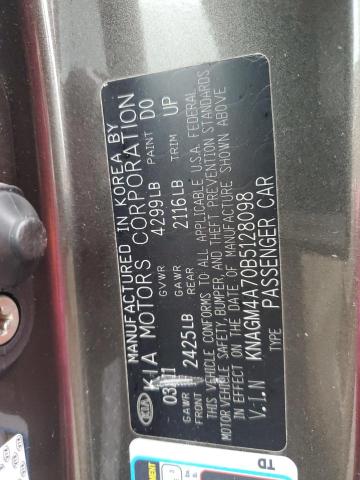 MANUFACTURED IN KOREA BY
KIA KIA MOTORS CORPORATION
GVWR 4299LB PAINT DO
GAWR FRONT 2425LB GAWR REAR 2116LB TRIM UP
THIS VEHICLE CONFORMS TO ALL APPLICABLE U.S.A. FEDERAL
MOTOR VEHICLE SAFETY, BUMPER, AND THEFT PREVENTION STANDARDS
IN EFFECT ON THE DATE OF MANUFACTURE SHOWN ABOVE
V.I.N KNAGM4A70B5128098
TYPE PASSENGER CAR
TD